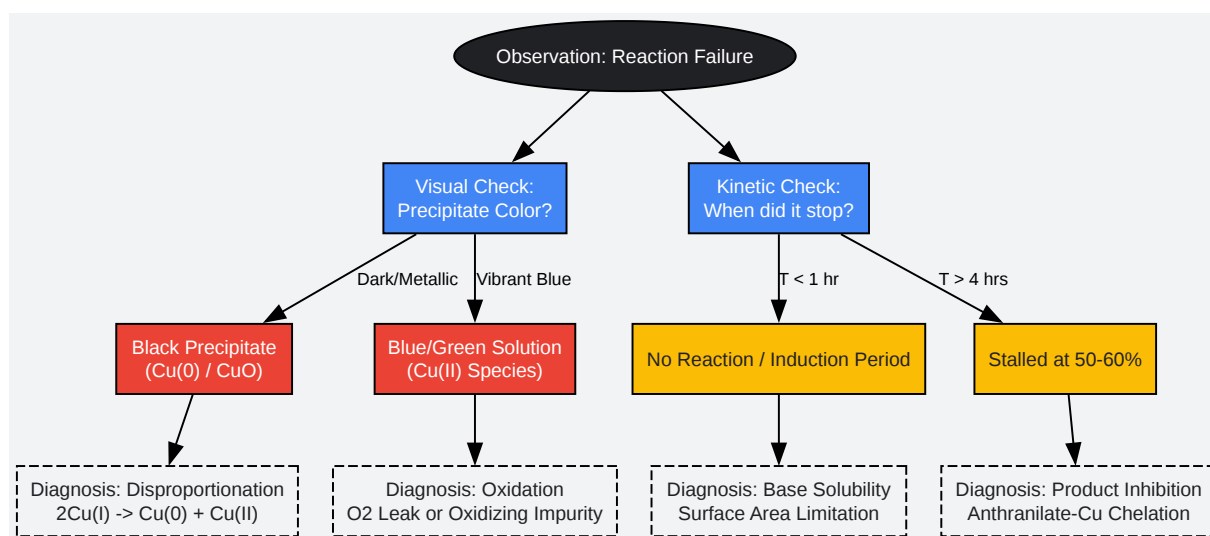 Observation: Reaction Failure
Visual Check:
Precipitate Color?
Kinetic Check:
When did it stop?
Dark/Metallic
Vibrant Blue
T < 1 hr
T > 4 hrs
Black Precipitate
(Cu(0) / CuO)
Blue/Green Solution
(Cu(II) Species)
No Reaction / Induction Period
Stalled at 50-60%
Diagnosis: Disproportionation
2Cu(I) -> Cu(0) + Cu(II)
Diagnosis: Oxidation
O2 Leak or Oxidizing Impurity
Diagnosis: Base Solubility
Surface Area Limitation
Diagnosis: Product Inhibition
Anthranilate-Cu Chelation